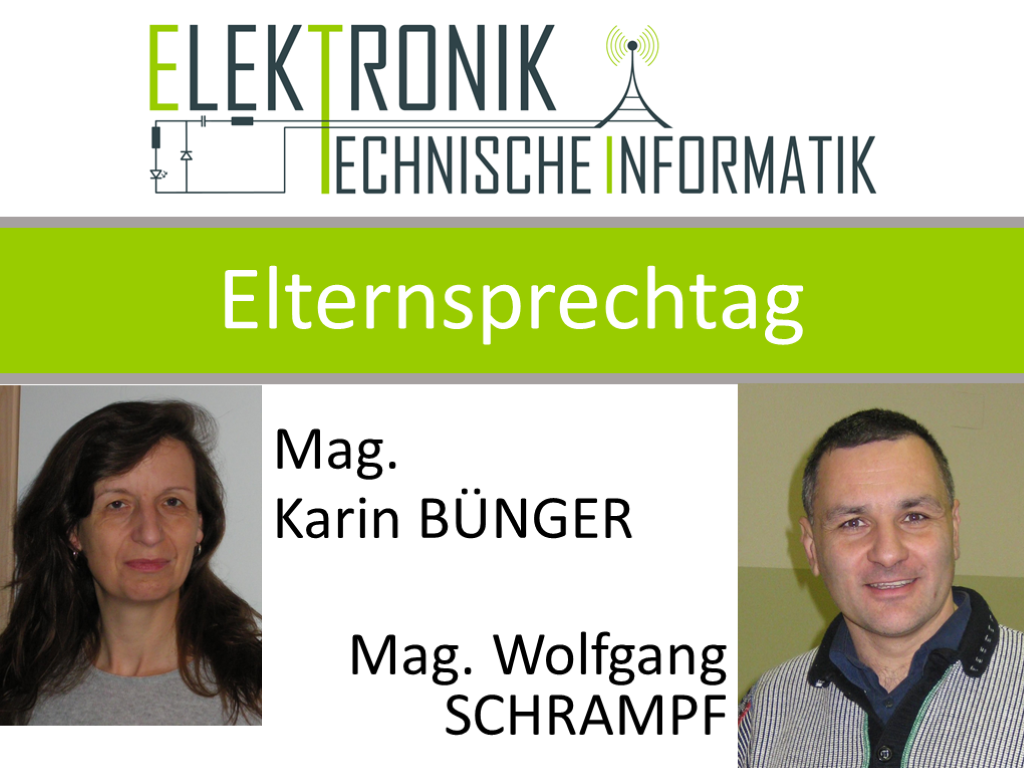 ELEKTRONIK
TECHNISCHE INFORMATIK
Elternsprechtag
Mag.
Karin BÜNGER
Mag. Wolfgang
SCHRAMPF